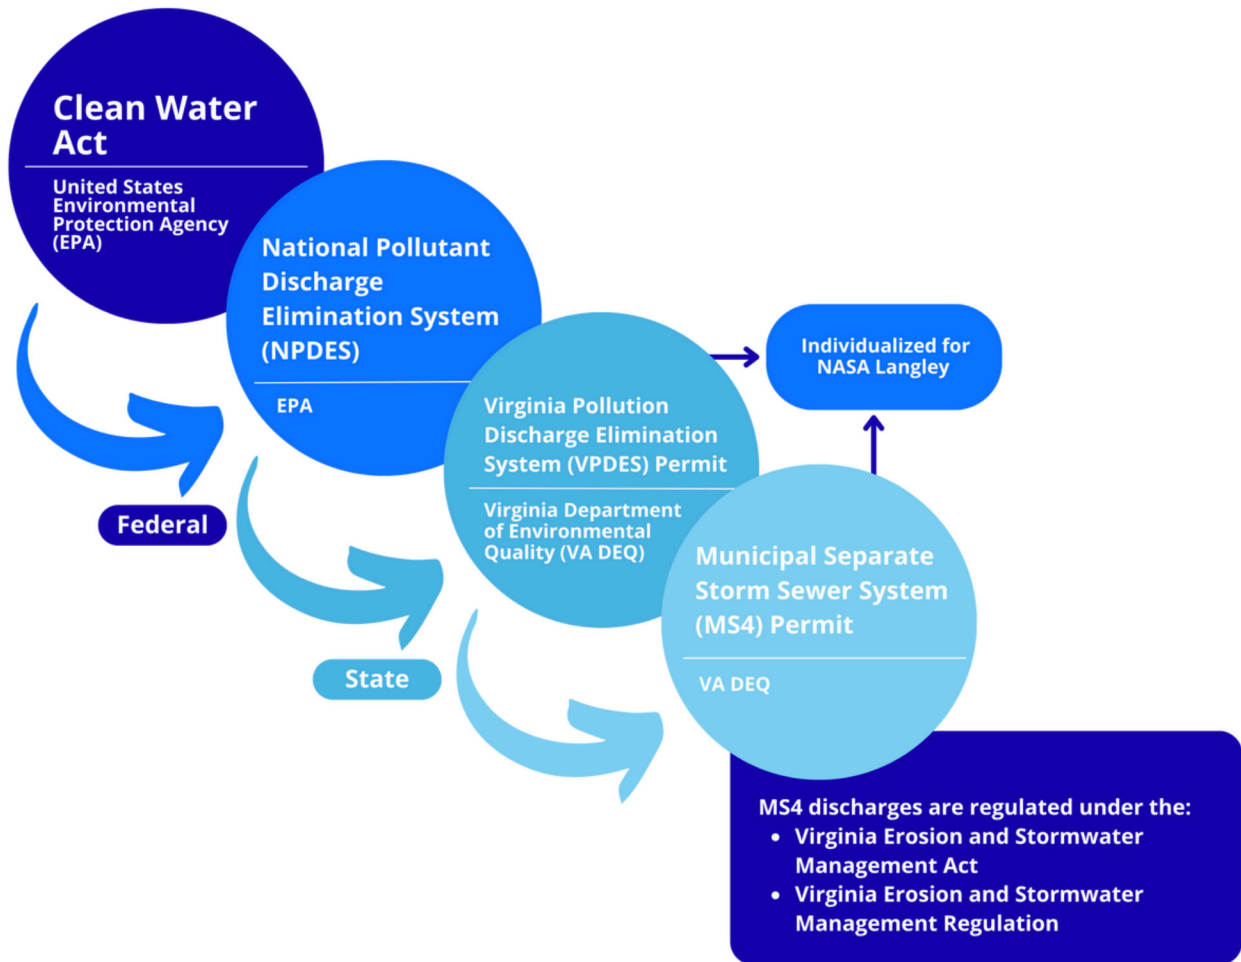 Clean Water
Act
United States
Environmental
Protection Agency
(EPA)
National Pollutant
Discharge
Elimination System
(NPDES)
EPA
Federal
Virginia Pollution
Discharge Elimination
System (VPDES) Permit
Virginia Department
of Environmental
Quality (VA DEQ)
Individualized for
NASA Langley
State
Municipal Separate
Storm Sewer System
(MS4) Permit
VA DEQ
MS4 discharges are regulated under the:
• Virginia Erosion and Stormwater
Management Act
• Virginia Erosion and Stormwater
Management Regulation